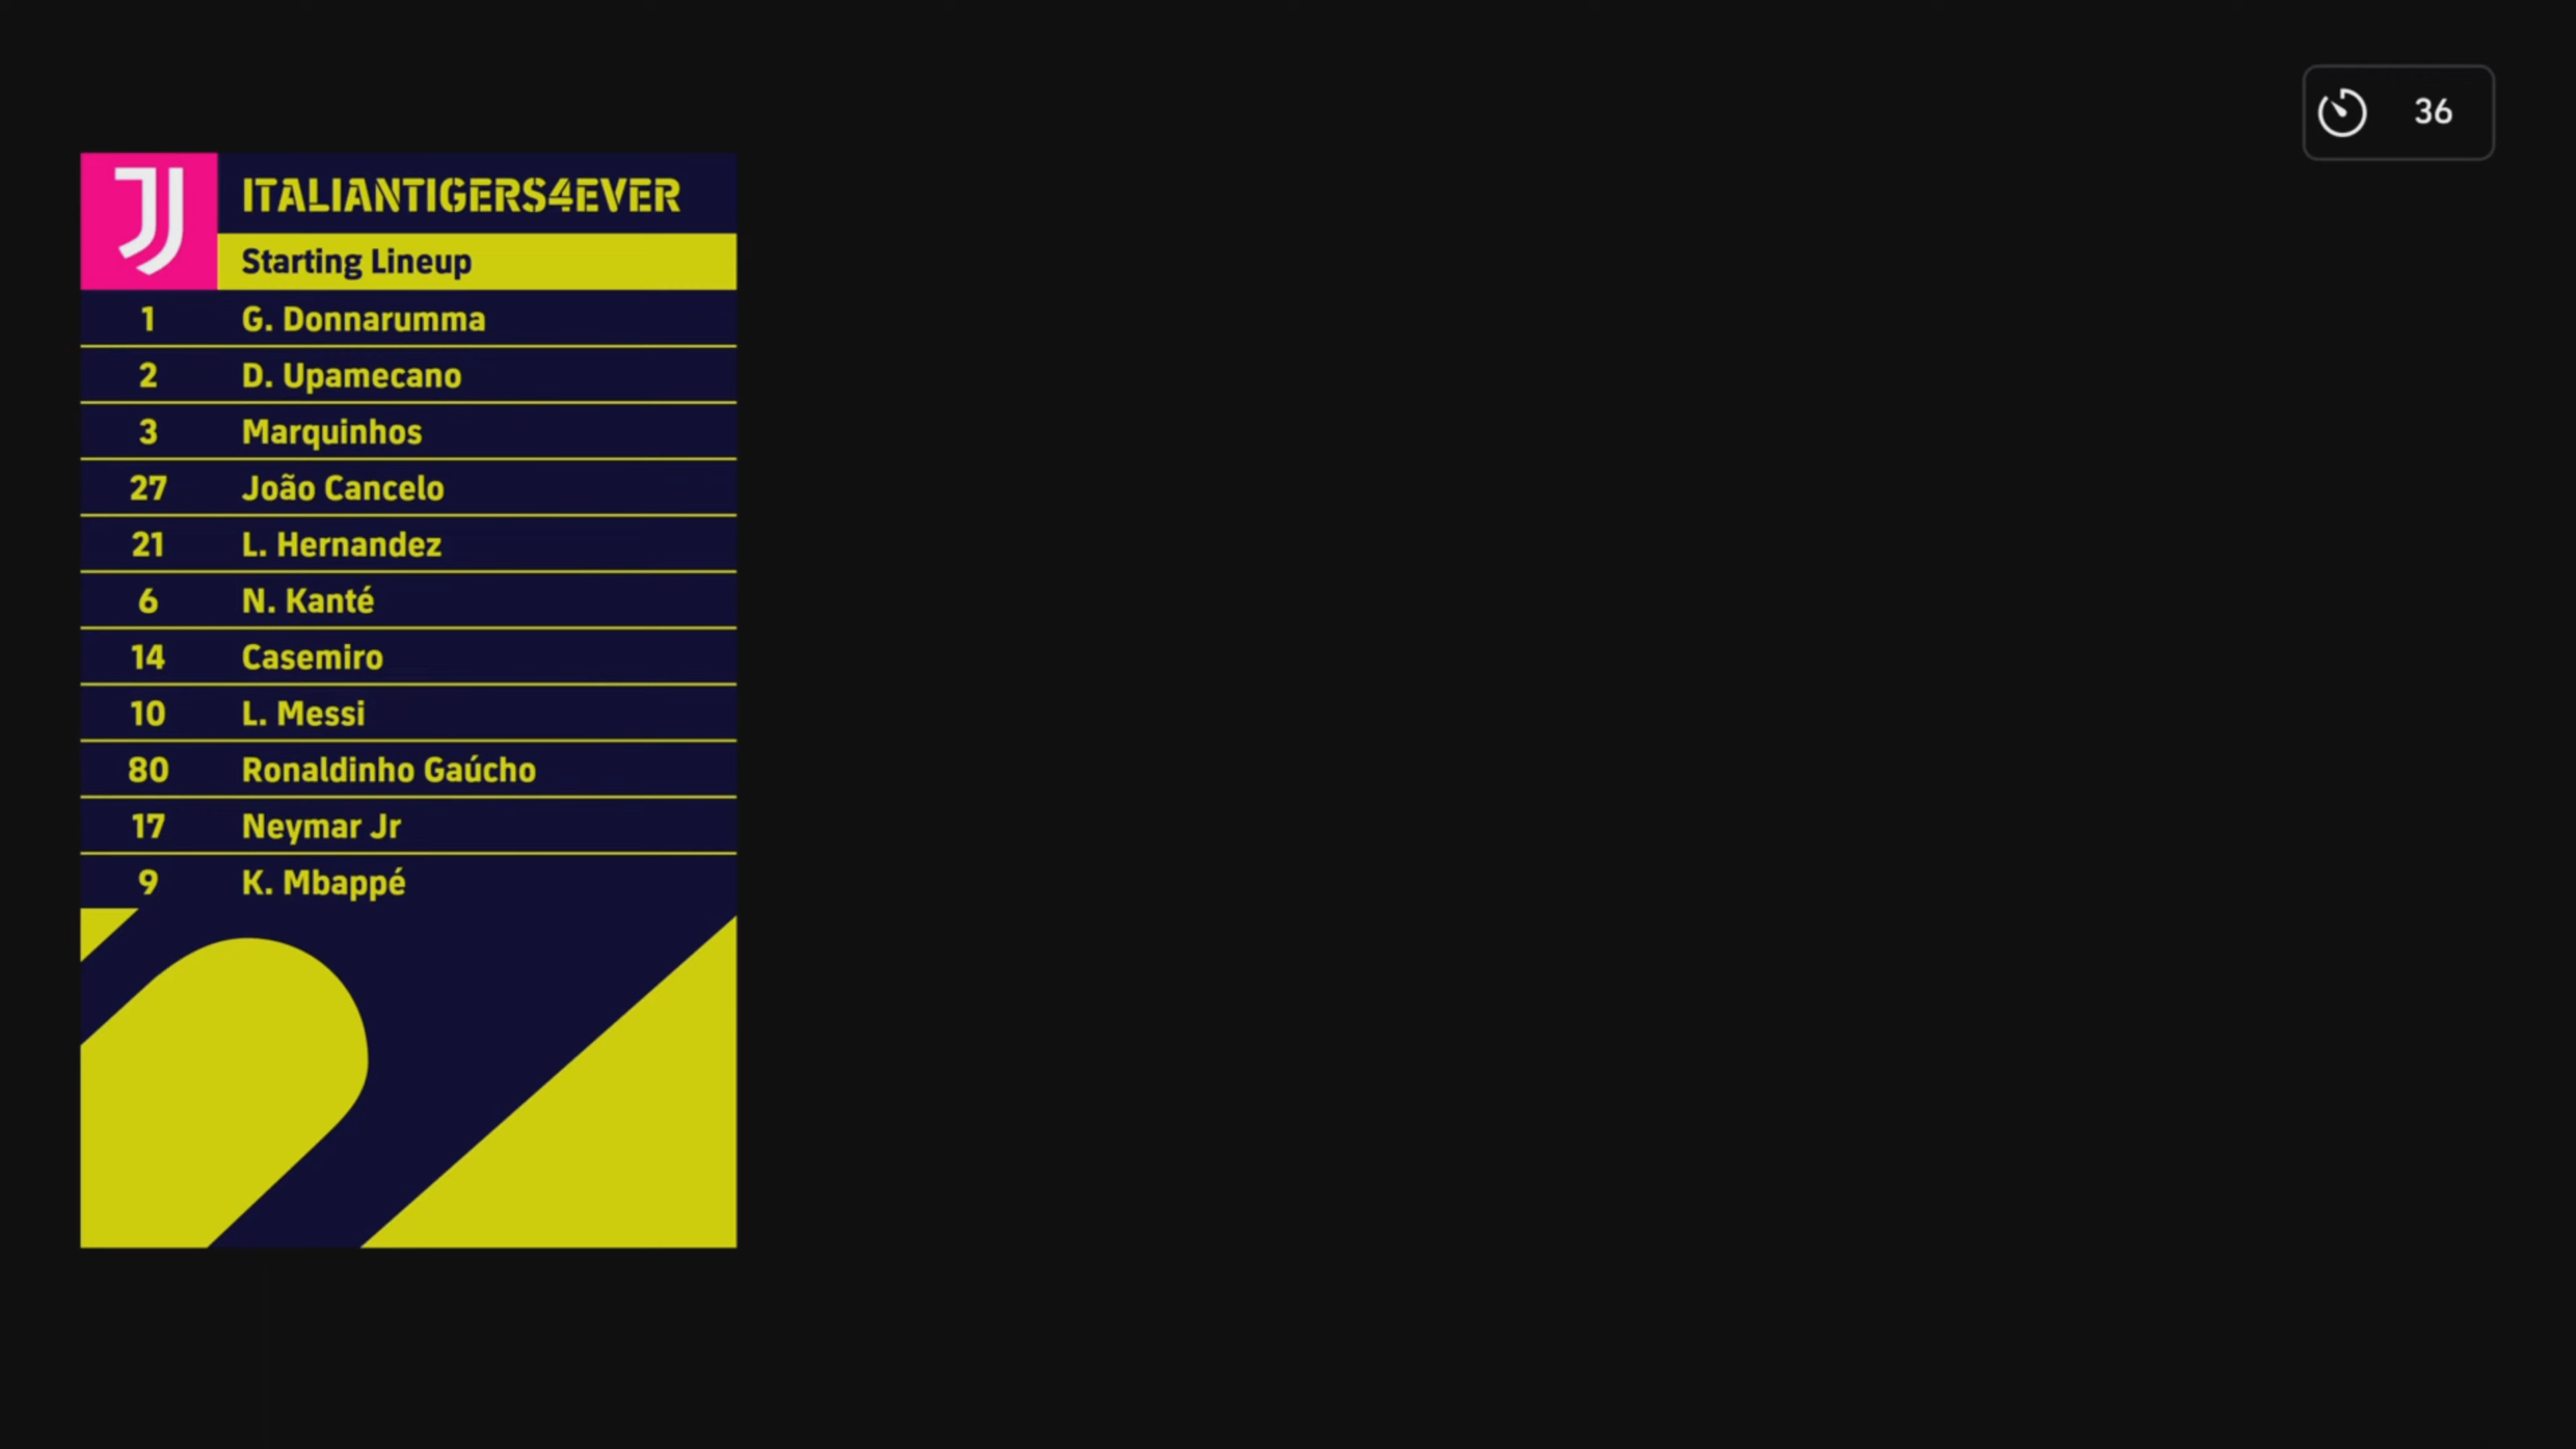 36
ITALIANTIGERS4EVER
Starting Lineup
1 G. Donnarumma
2 D. Upamecano
3 Marquinhos
27 João Cancelo
21 L. Hernandez
6 N. Kanté
14 Casemiro
10 L. Messi
80 Ronaldinho Gaúcho
17 Neymar Jr
9 K. Mbappé